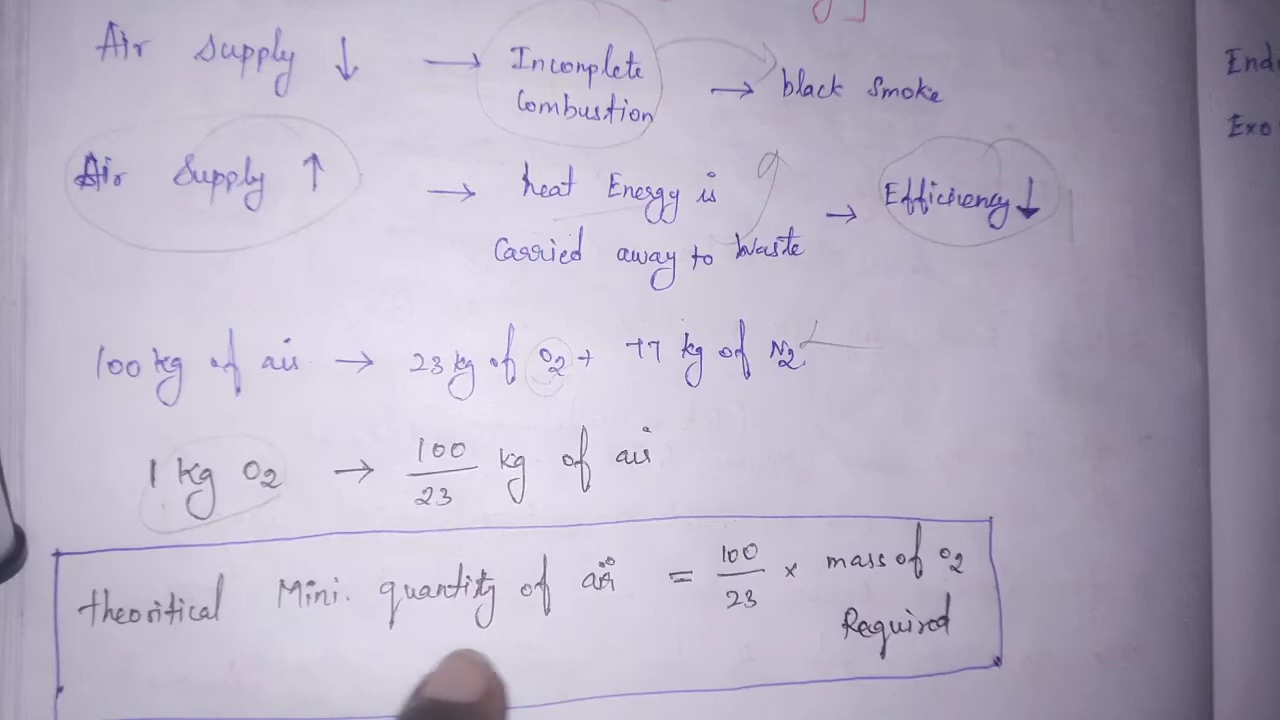 Air Supply ↓ → Incomplete → black smoke
Combustion
Air Supply ↑ → heat Energy is → Efficiency ↓
Carried away to waste
100 kg of air → 23 kg of O2 + 77 kg of N2
1 kg O2 → 100/23 kg of air
theoritical Mini. quantity of air = 100/23 × mass of O2
Required
End
Exo